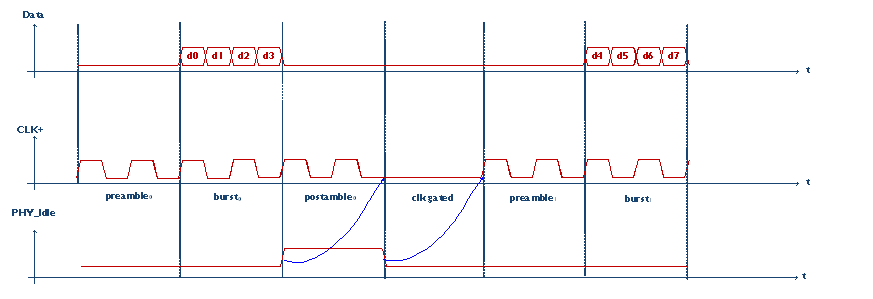 Data
d0 d1 d2 d3 d4 d5 d6 d7
t
CLK+
t
preamble0 burst0 postamble0 clkgated preamble1 burst1
PHY_Idle
t